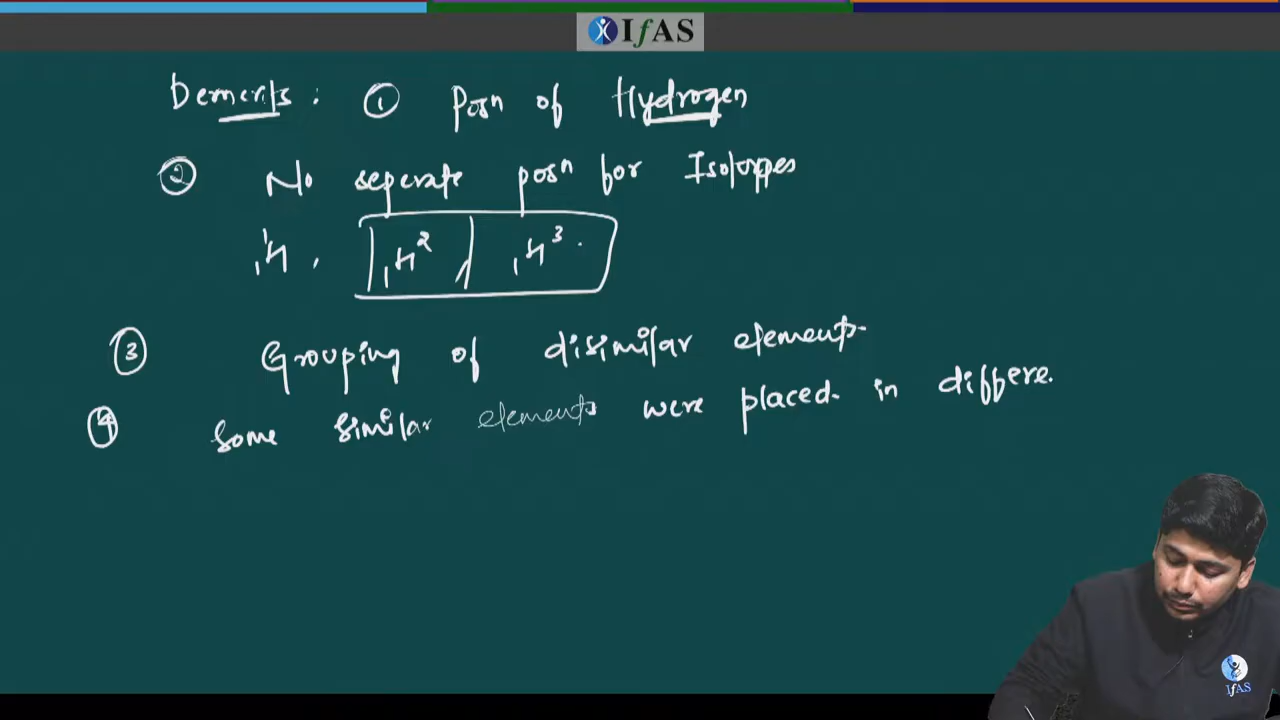 IfAS
Demerits : ① Posn of Hydrogen
② No seperate posn for Isotopes
₁H¹ , ₁H² , ₁H³ .
③ Grouping of disimilar elements
④ Some similar elements were placed in differe
IfAS